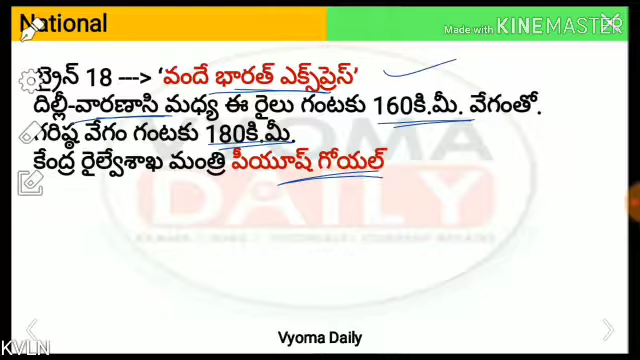 National
Made with KINEMASTER
ట్రైన్ 18 ---> ‘వందే భారత్ ఎక్స్‌ప్రెస్’
దిల్లీ-వారణాసి మధ్య ఈ రైలు గంటకు 160కి.మీ. వేగంతో.
గరిష్ఠ వేగం గంటకు 180కి.మీ.
కేంద్ర రైల్వేశాఖ మంత్రి పీయూష్ గోయల్
VYOMA
DAILY
Vyoma Daily
KVLN